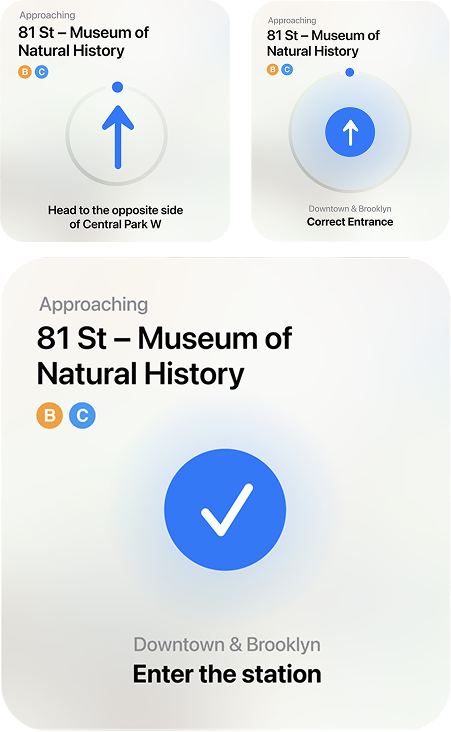 Approaching
81 St – Museum of
Natural History
B C
Head to the opposite side
of Central Park W
Approaching
81 St – Museum of
Natural History
B C
Downtown & Brooklyn
Correct Entrance
Approaching
81 St – Museum of
Natural History
B C
Downtown & Brooklyn
Enter the station